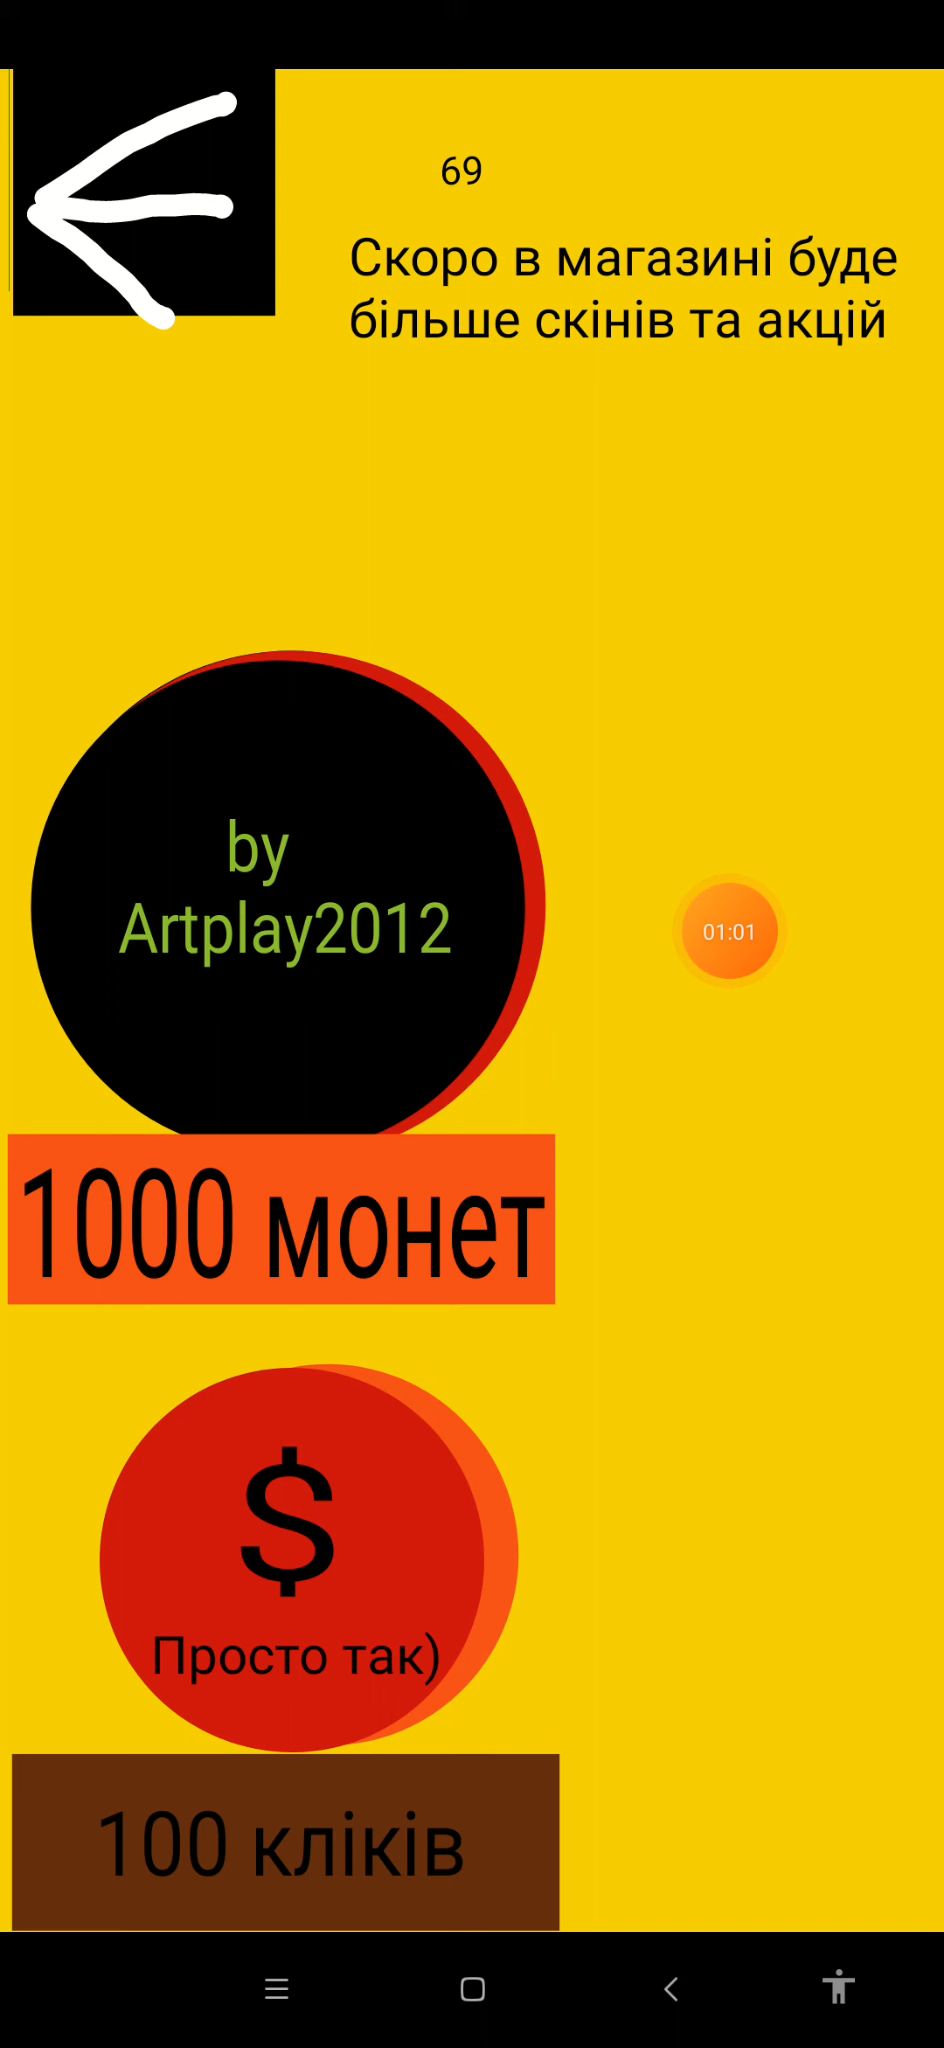 69
Скоро в магазині буде
більше скінів та акцій
by
Artplay2012
01:01
1000 монет
$
Просто так)
100 кліків